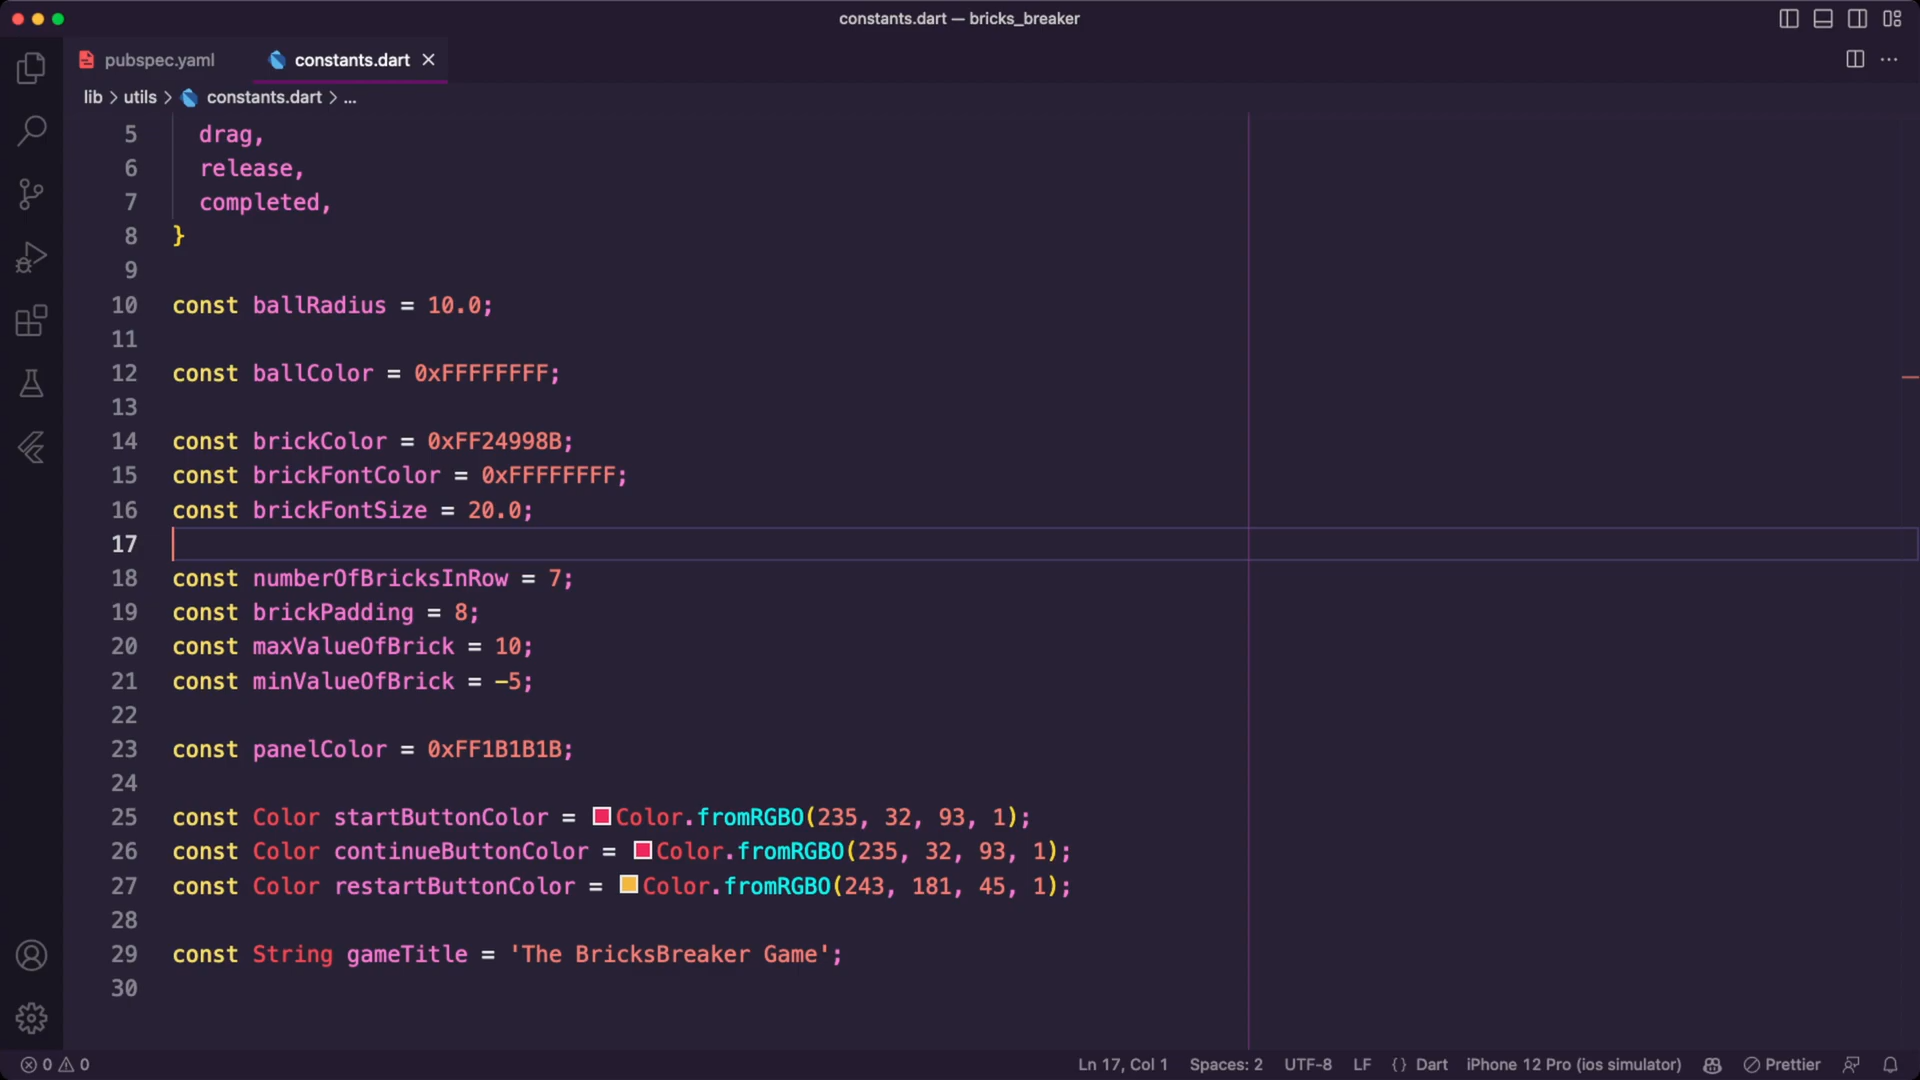 constants.dart — bricks_breaker
pubspec.yaml
constants.dart
lib > utils > constants.dart > ...
5 drag,
6 release,
7 completed,
8 }
9
10 const ballRadius = 10.0;
11
12 const ballColor = 0xFFFFFFFF;
13
14 const brickColor = 0xFF24998B;
15 const brickFontColor = 0xFFFFFFFF;
16 const brickFontSize = 20.0;
17
18 const numberOfBricksInRow = 7;
19 const brickPadding = 8;
20 const maxValueOfBrick = 10;
21 const minValueOfBrick = -5;
22
23 const panelColor = 0xFF1B1B1B;
24
25 const Color startButtonColor = Color.fromRGBO(235, 32, 93, 1);
26 const Color continueButtonColor = Color.fromRGBO(235, 32, 93, 1);
27 const Color restartButtonColor = Color.fromRGBO(243, 181, 45, 1);
28
29 const String gameTitle = 'The BricksBreaker Game';
30
0 0 Ln 17, Col 1 Spaces: 2 UTF-8 LF {} Dart iPhone 12 Pro (ios simulator) Prettier